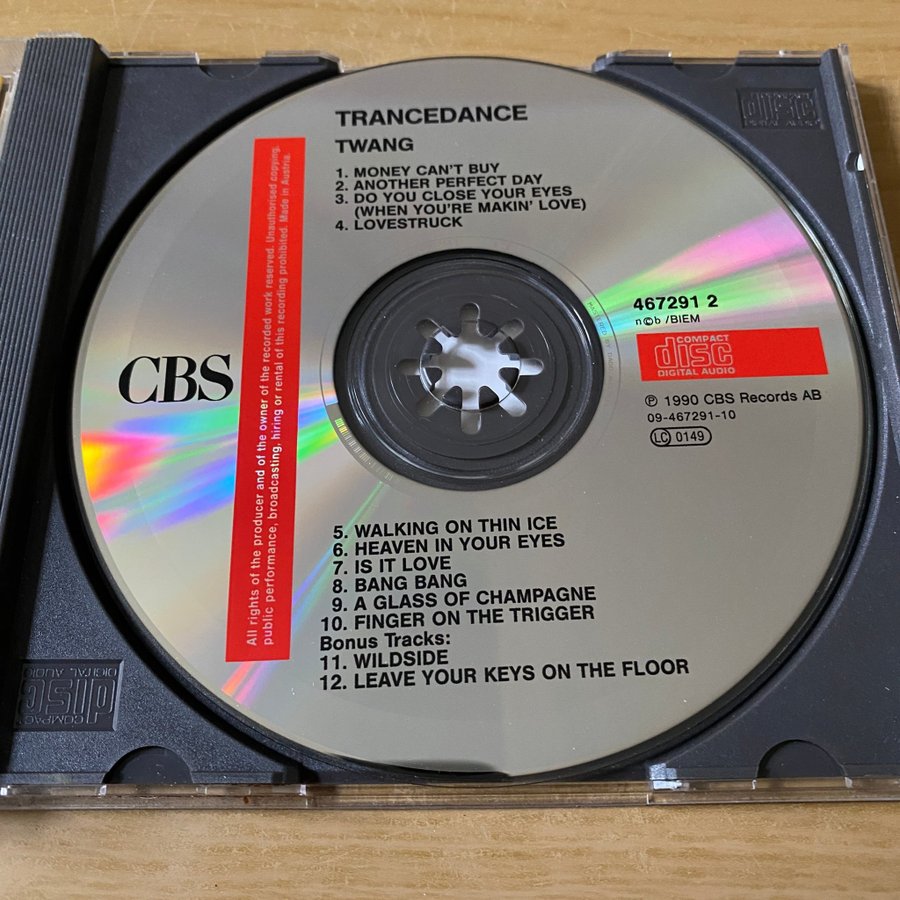 TRANCEDANCE
TWANG
1. MONEY CAN'T BUY
2. ANOTHER PERFECT DAY
3. DO YOU CLOSE YOUR EYES
(WHEN YOU'RE MAKIN' LOVE)
4. LOVESTRUCK
CBS
All rights of the producer and of the owner of the recorded work reserved. Unauthorised copying,
public performance, broadcasting, hiring or rental of this recording prohibited. Made in Austria.
467291 2
n©b /BIEM
COMPACT
disc
DIGITAL AUDIO
℗ 1990 CBS Records AB
09-467291-10
LC 0149
5. WALKING ON THIN ICE
6. HEAVEN IN YOUR EYES
7. IS IT LOVE
8. BANG BANG
9. A GLASS OF CHAMPAGNE
10. FINGER ON THE TRIGGER
Bonus Tracks:
11. WILDSIDE
12. LEAVE YOUR KEYS ON THE FLOOR
COMPACT
disc
DIGITAL AUDIO
disc